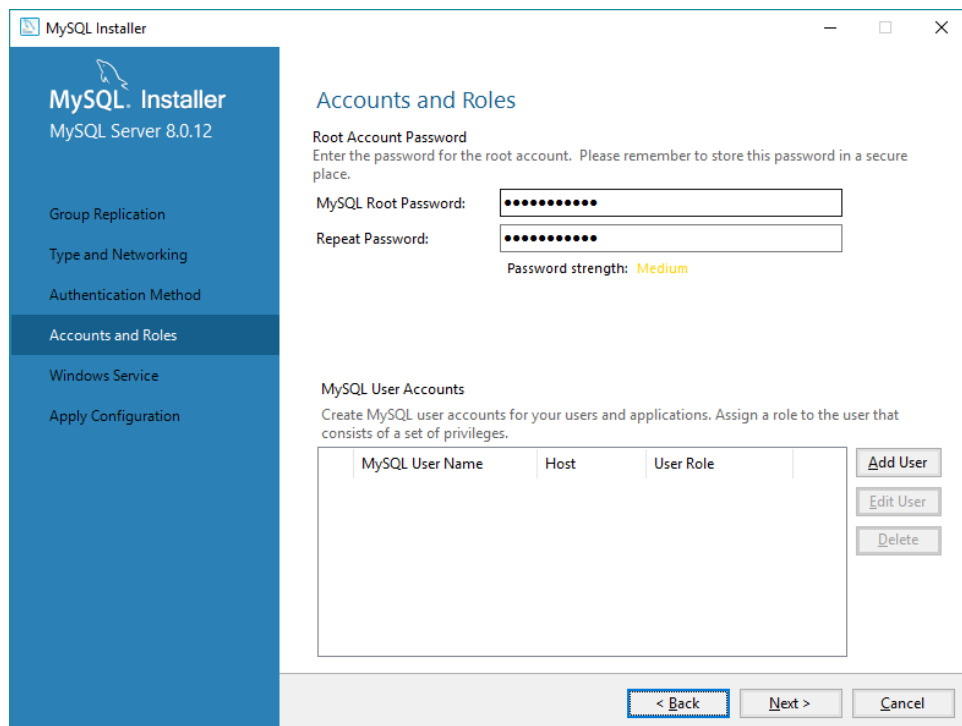 MySQL Installer
MySQL. Installer
MySQL Server 8.0.12
Group Replication
Type and Networking
Authentication Method
Accounts and Roles
Windows Service
Apply Configuration
Accounts and Roles
Root Account Password
Enter the password for the root account. Please remember to store this password in a secure
place.
MySQL Root Password: ●●●●●●●●●●●
Repeat Password: ●●●●●●●●●●●
Password strength: Medium
MySQL User Accounts
Create MySQL user accounts for your users and applications. Assign a role to the user that
consists of a set of privileges.
MySQL User Name Host User Role
Add User
Edit User
Delete
< Back Next > Cancel